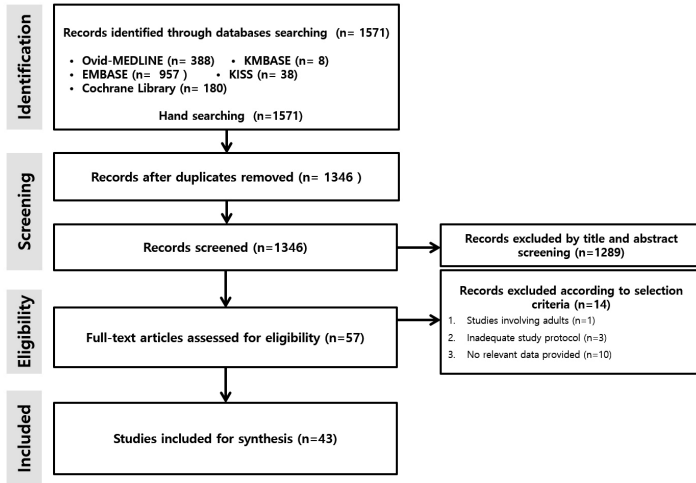 Identification
Records identified through databases searching (n= 1571)
• Ovid-MEDLINE (n= 388) • KMBASE (n= 8)
• EMBASE (n= 957 ) • KISS (n= 38)
• Cochrane Library (n= 180)
Hand searching (n=1571)
Screening
Records after duplicates removed (n= 1346 )
Records screened (n=1346)
Records excluded by title and abstract
screening (n=1289)
Eligibility
Full-text articles assessed for eligibility (n=57)
Records excluded according to selection
criteria (n=14)
1. Studies involving adults (n=1)
2. Inadequate study protocol (n=3)
3. No relevant data provided (n=10)
Included
Studies included for synthesis (n=43)